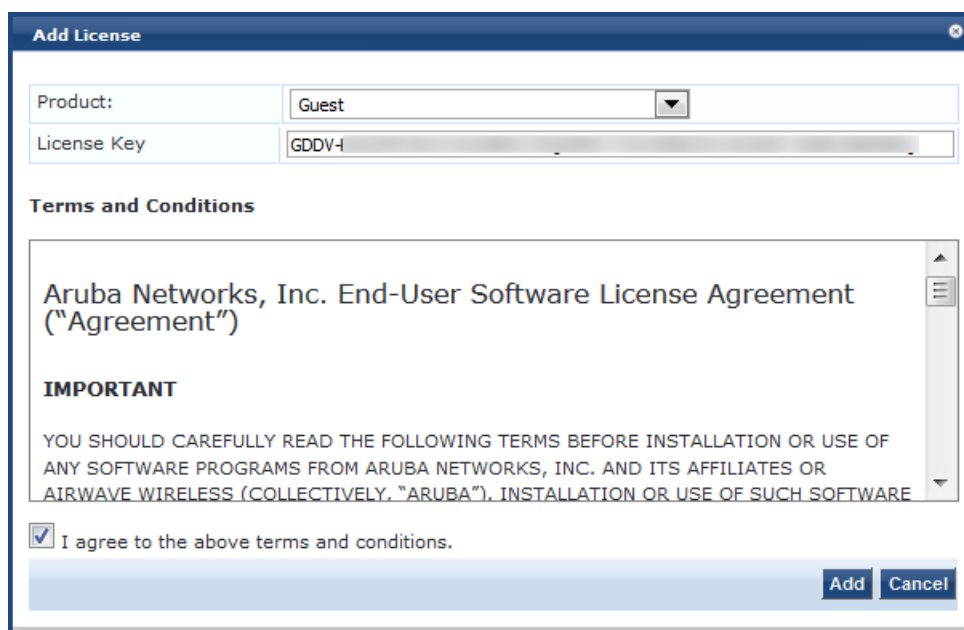 Add License
Product: Guest
License Key GDDV-
Terms and Conditions
Aruba Networks, Inc. End-User Software License Agreement
(“Agreement”)
IMPORTANT
YOU SHOULD CAREFULLY READ THE FOLLOWING TERMS BEFORE INSTALLATION OR USE OF
ANY SOFTWARE PROGRAMS FROM ARUBA NETWORKS, INC. AND ITS AFFILIATES OR
AIRWAVE WIRELESS (COLLECTIVELY, “ARUBA”). INSTALLATION OR USE OF SUCH SOFTWARE
I agree to the above terms and conditions.
Add Cancel